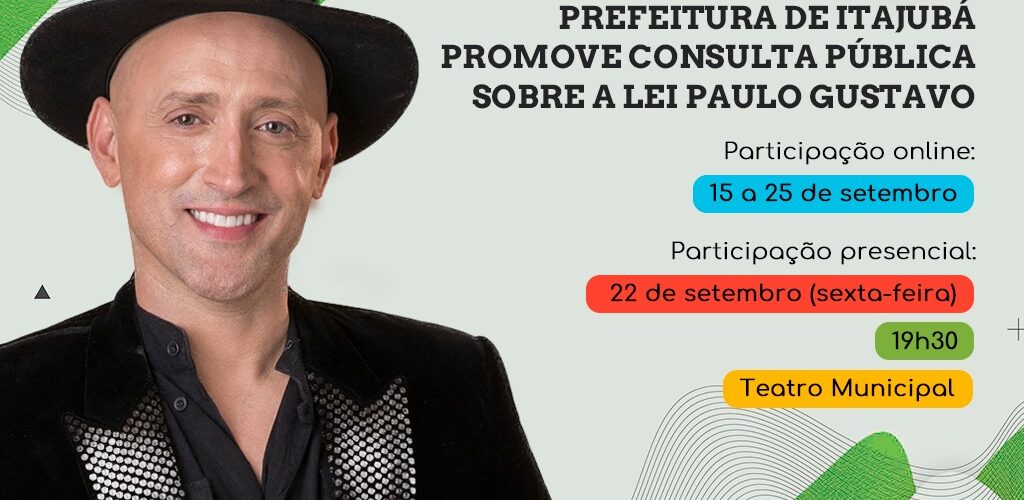 PREFEITURA DE ITAJUBÁ
PROMOVE CONSULTA PÚBLICA
SOBRE A LEI PAULO GUSTAVO
Participação online:
15 a 25 de setembro
Participação presencial:
22 de setembro (sexta-feira)
19h30
Teatro Municipal